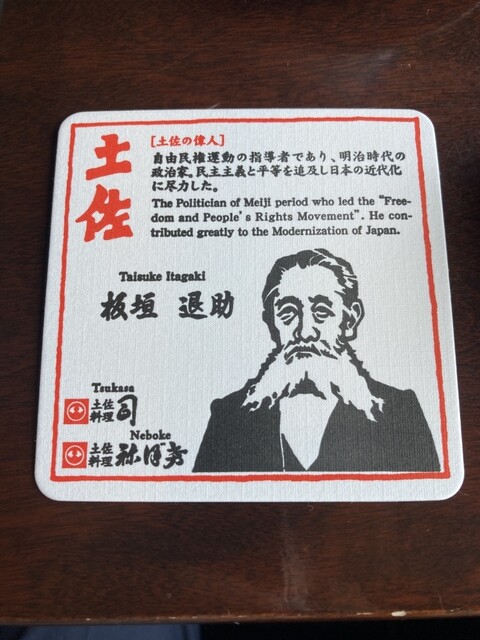 土佐
[土佐の偉人]
自由民権運動の指導者であり、明治時代の
政治家。民主主義と平等を追及し日本の近代化
に尽力した。
The Politician of Meiji period who led the “Free-
dom and People's Rights Movement”. He con-
tributed greatly to the Modernization of Japan.
Taisuke Itagaki
板垣 退助
Tsukasa
土佐料理 司
Neboke
土佐料理 祢ぼけ